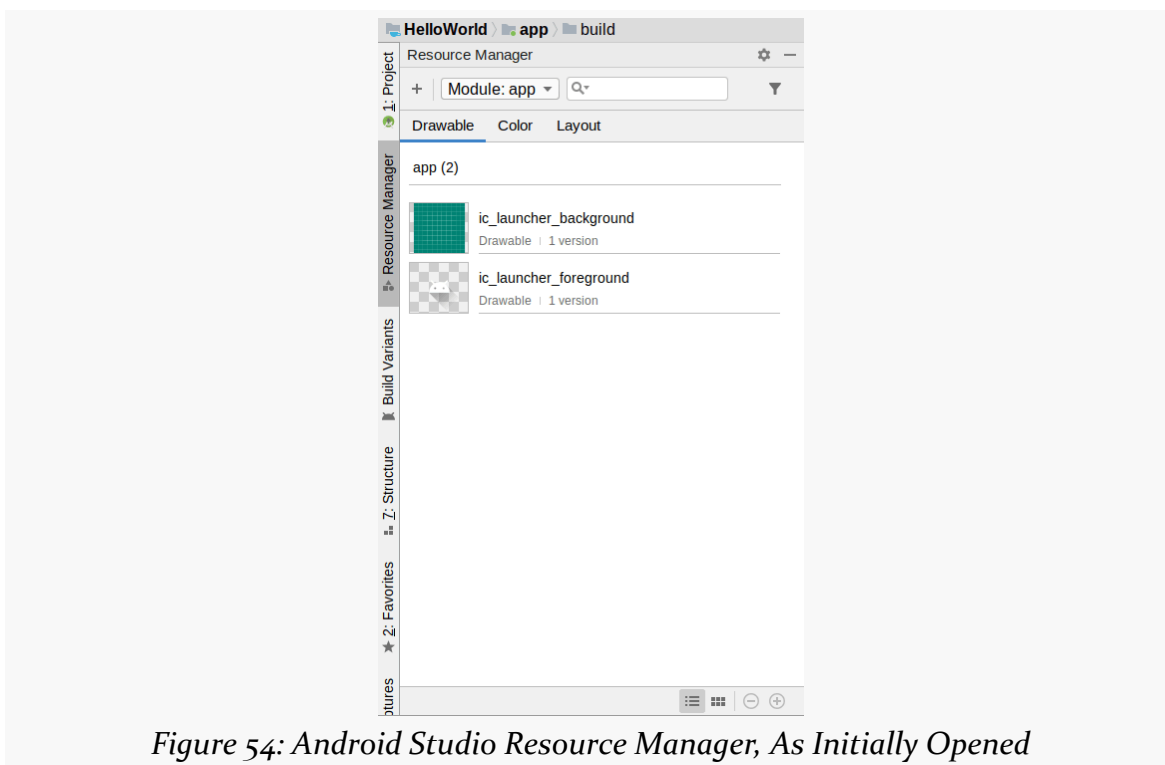 HelloWorld app build
Resource Manager
Module: app
Drawable Color Layout
app (2)
ic_launcher_background
Drawable 1 version
ic_launcher_foreground
Drawable 1 version
1: Project
Resource Manager
Build Variants
7: Structure
2: Favorites
ptures
Figure 54: Android Studio Resource Manager, As Initially Opened